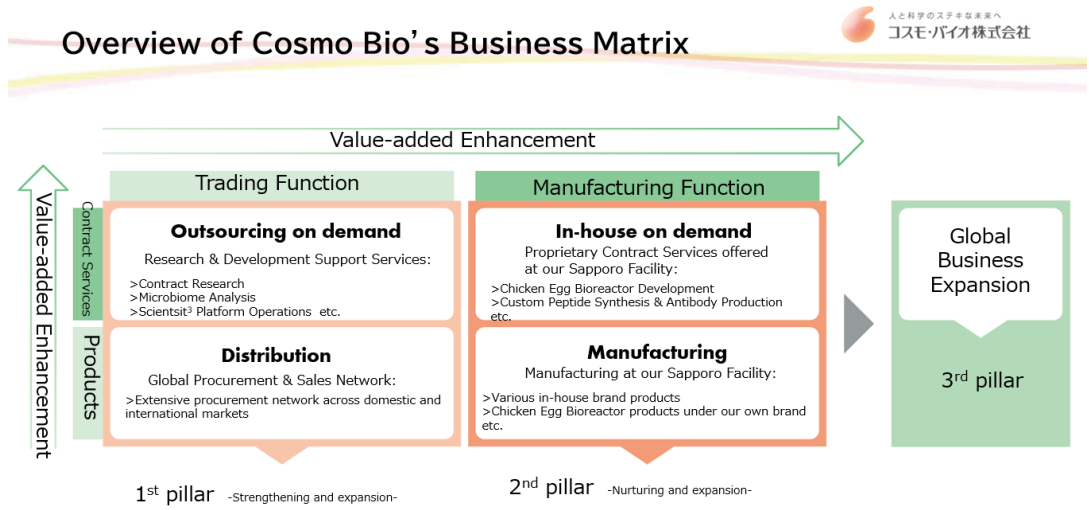 Overview of Cosmo Bio's Business Matrix
人と科学のステキな未来へ
コスモ・バイオ株式会社
Value-added Enhancement
Value-added Enhancement
Trading Function
Manufacturing Function
Contract Services
Outsourcing on demand
Research & Development Support Services:
>Contract Research
>Microbiome Analysis
>Scientsit³ Platform Operations etc.
In-house on demand
Proprietary Contract Services offered
at our Sapporo Facility:
>Chicken Egg Bioreactor Development
>Custom Peptide Synthesis & Antibody Production
etc.
Products
Distribution
Global Procurement & Sales Network:
>Extensive procurement network across domestic and
international markets
Manufacturing
Manufacturing at our Sapporo Facility:
>Various in-house brand products
>Chicken Egg Bioreactor products under our own brand
etc.
Global
Business
Expansion
3rd pillar
1st pillar -Strengthening and expansion-
2nd pillar -Nurturing and expansion-